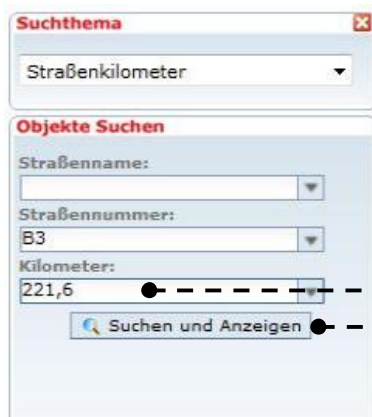 Suchthema
Straßenkilometer
Objekte Suchen
Straßenname:
Straßennummer:
B3
Kilometer:
221,6
Suchen und Anzeigen